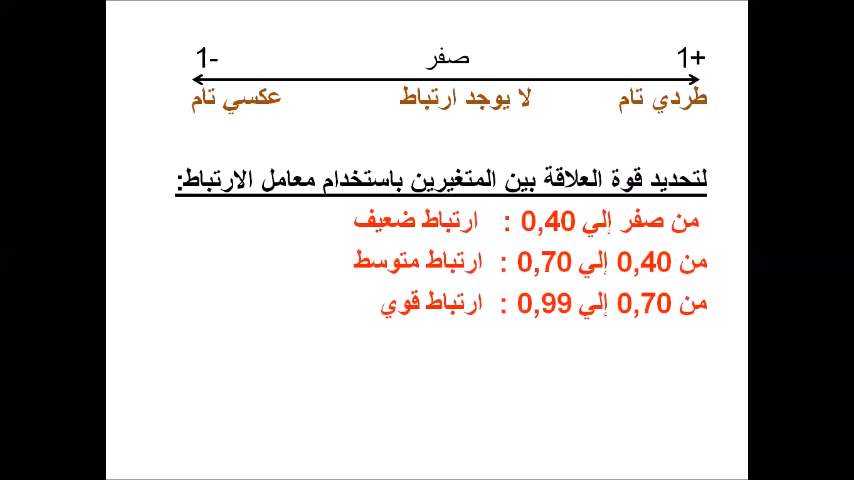 1+ صفر 1-
طردي تام لا يوجد ارتباط عكسي تام
لتحديد قوة العلاقة بين المتغيرين باستخدام معامل الارتباط:
من صفر إلي 0,40 : ارتباط ضعيف
من 0,40 إلي 0,70 : ارتباط متوسط
من 0,70 إلي 0,99 : ارتباط قوي